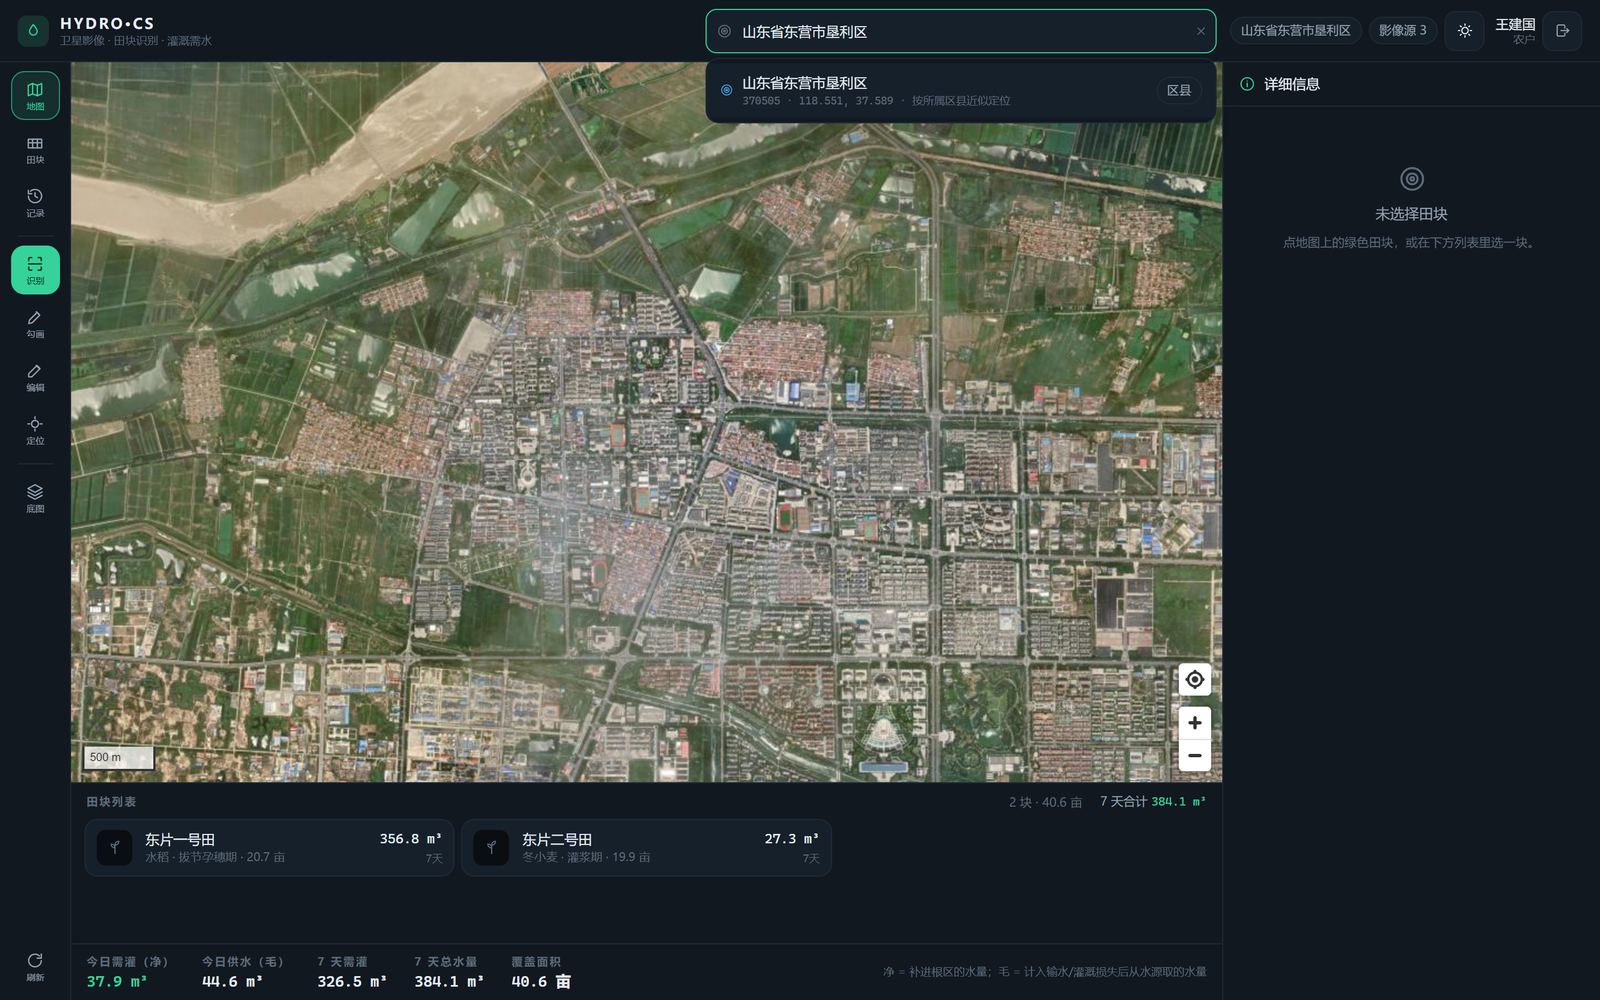 HYDRO•CS
卫星影像 · 田块识别 · 灌溉需水
山东省东营市垦利区
山东省东营市垦利区
影像源 3
王建国
农户
山东省东营市垦利区
370505 · 118.551, 37.589 · 按所属区县近似定位
区县
地图
田块
记录
识别
勾画
编辑
定位
底图
刷新
详细信息
未选择田块
点地图上的绿色田块，或在下方列表里选一块。
500 m
田块列表
2 块 · 40.6 亩
7 天合计 384.1 m³
东片一号田
水稻 · 拔节孕穗期 · 20.7 亩
356.8 m³
7天
东片二号田
冬小麦 · 灌浆期 · 19.9 亩
27.3 m³
7天
今日需灌（净）
37.9 m³
今日供水（毛）
44.6 m³
7 天需灌
326.5 m³
7 天总水量
384.1 m³
覆盖面积
40.6 亩
净 = 补进根区的水量；毛 = 计入输水/灌溉损失后从水源取的水量